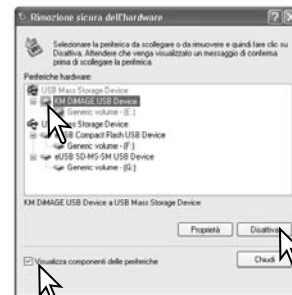 Rimozione sicura dell'hardware
Selezionare la periferica da scollegare o da rimuovere e quindi fare clic su
Disattiva. Attendere che venga visualizzato un messaggio di conferma
prima di scollegare la periferica.
Periferiche hardware:
USB Mass Storage Device
KM DiMAGE USB Device
Generic volume - (E:)
Mass Storage Device
USB Compact Flash USB Device
Generic volume - (F:)
eUSB SD-MS-SM USB Device
Generic volume - (G:)
KM DiMAGE USB Device a USB Mass Storage Device
Proprietà
Disattiva
Visualizza componenti delle periferiche
Chiudi